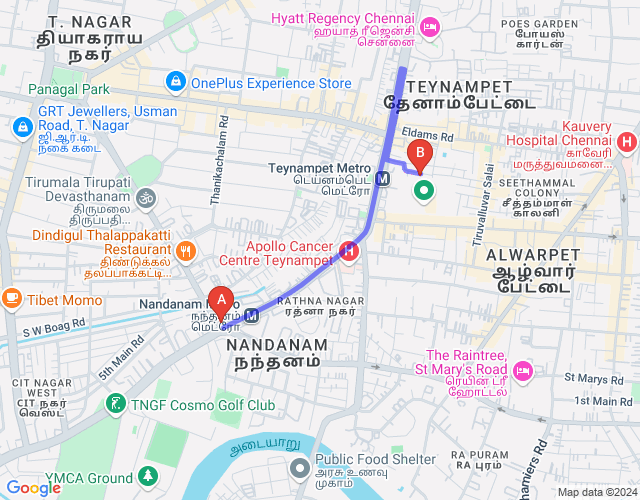 Hyatt Regency Chennai
ஹயாத் ரீஜென்சி
சென்னை
T. NAGAR
தியாகராய
நகர்
POES GARDEN
போயஸ்
கார்டன்
OnePlus Experience Store
Panagal Park
TEYNAMPET
தேனாம்பேட்டை
GRT Jewellers, Usman
Road, T. Nagar
ஜி.ஆர்.டி.
நகை கடை
Eldams Rd
Kauvery
Hospital Chennai
காவேரி
மருத்துவமனை...
Thanikachalam Rd
Teynampet Metro
டெய்னம்பெட்
மெட்ரோ
M
B
H
Tirumala Tirupati
Devasthanam
திருமலை
திருப்பதி...
SEETHAMMAL
COLONY
சீத்தம்மாள்
காலனி
Tiruvalluvar Salai
Dindigul Thalappakatti
Restaurant
திண்டுக்கல்
தலப்பாக்கட்டி...
Apollo Cancer
Centre Teynampet
H
ALWARPET
ஆழ்வார்
பேட்டை
Tibet Momo
Nandanam Metro
நந்தனம்
மெட்ரோ
A
M
RATHNA NAGAR
ரத்னா நகர்
S W Boag Rd
5th Main Rd
NANDANAM
நந்தனம்
The Raintree,
St Mary's Road
ரெயின் ட்ரீ
ஹோட்டல்
St Marys Rd
1st Main Rd
CIT NAGAR
WEST
CIT நகர்
வெஸ்ட்
TNGF Cosmo Golf Club
அடையாறு
Public Food Shelter
அரசு உணவு
முகாம்
RA PURAM
ரா புரம்
YMCA Ground
Google
Map data ©2024